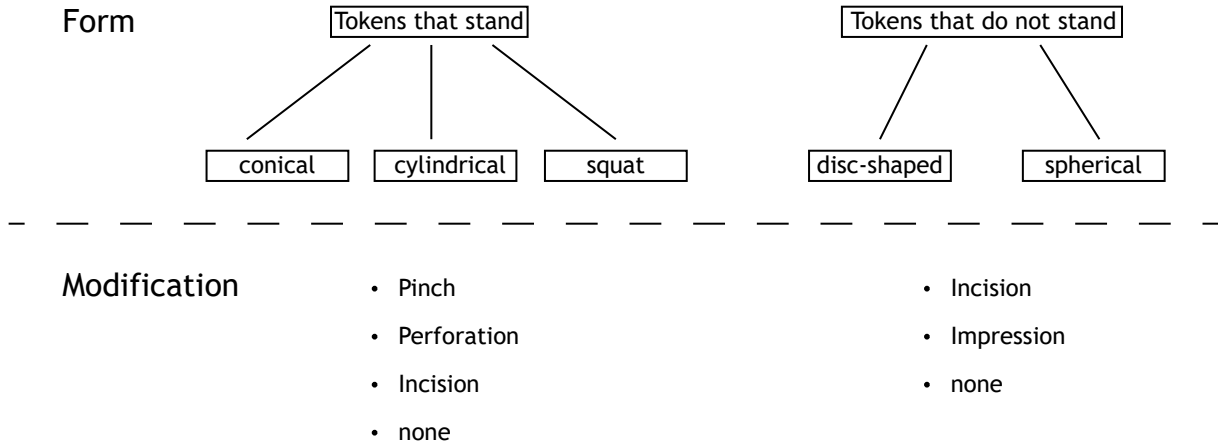 Form
Tokens that stand
Tokens that do not stand
conical
cylindrical
squat
disc-shaped
spherical
Modification
• Pinch
• Perforation
• Incision
• none
• Incision
• Impression
• none